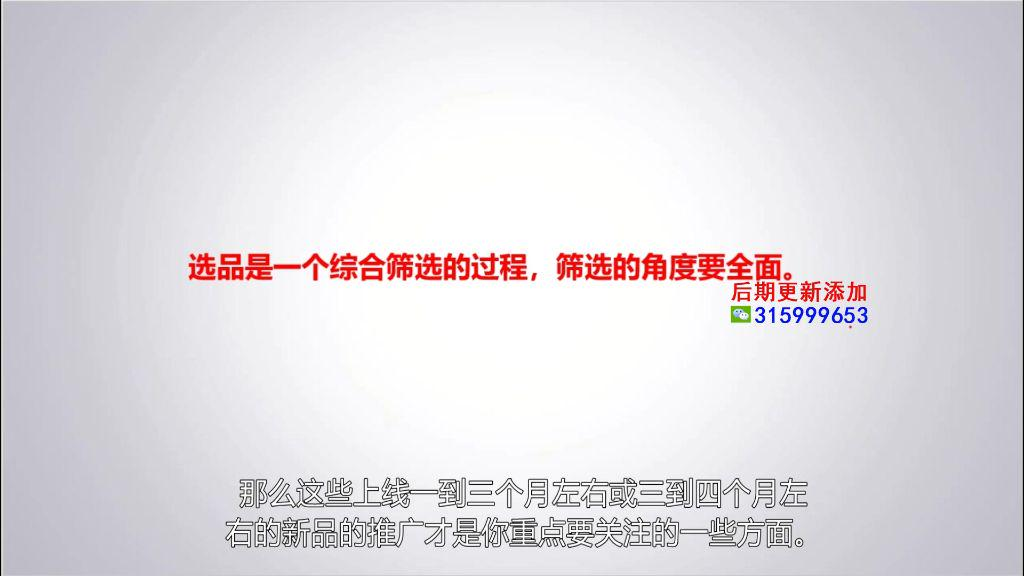 选品是一个综合筛选的过程，筛选的角度要全面。
后期更新添加
315999653
那么这些上线一到三个月左右或三到四个月左
右的新品的推广才是你重点要关注的一些方面。